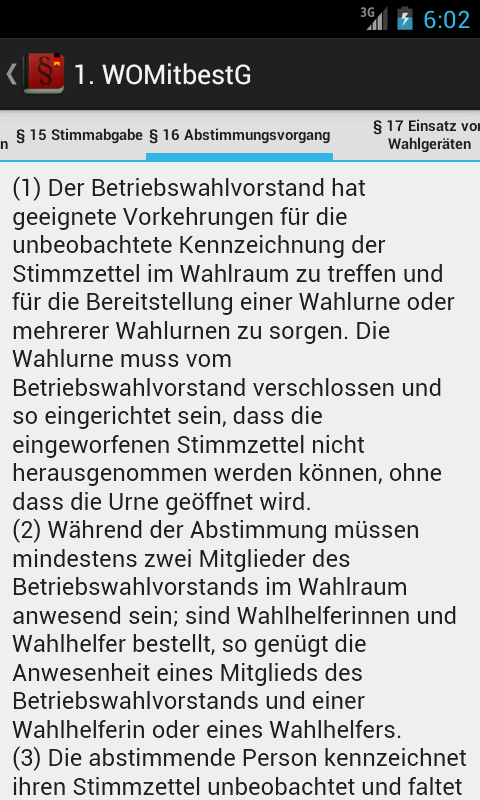 3G
6:02
1. WOMitbestG
n
§ 15 Stimmabgabe
§ 16 Abstimmungsvorgang
§ 17 Einsatz von
Wahlgeräten
(1) Der Betriebswahlvorstand hat
geeignete Vorkehrungen für die
unbeobachtete Kennzeichnung der
Stimmzettel im Wahlraum zu treffen und
für die Bereitstellung einer Wahlurne oder
mehrerer Wahlurnen zu sorgen. Die
Wahlurne muss vom
Betriebswahlvorstand verschlossen und
so eingerichtet sein, dass die
eingeworfenen Stimmzettel nicht
herausgenommen werden können, ohne
dass die Urne geöffnet wird.
(2) Während der Abstimmung müssen
mindestens zwei Mitglieder des
Betriebswahlvorstands im Wahlraum
anwesend sein; sind Wahlhelferinnen und
Wahlhelfer bestellt, so genügt die
Anwesenheit eines Mitglieds des
Betriebswahlvorstands und einer
Wahlhelferin oder eines Wahlhelfers.
(3) Die abstimmende Person kennzeichnet
ihren Stimmzettel unbeobachtet und faltet